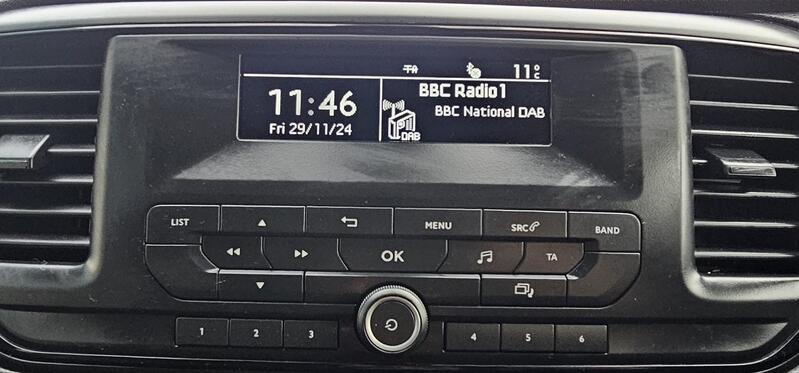 TA 11°C
11:46
Fri 29/11/24
BBC Radio1
BBC National DAB
DAB
LIST
MENU
SRC
BAND
OK
TA
1 2 3
4 5 6